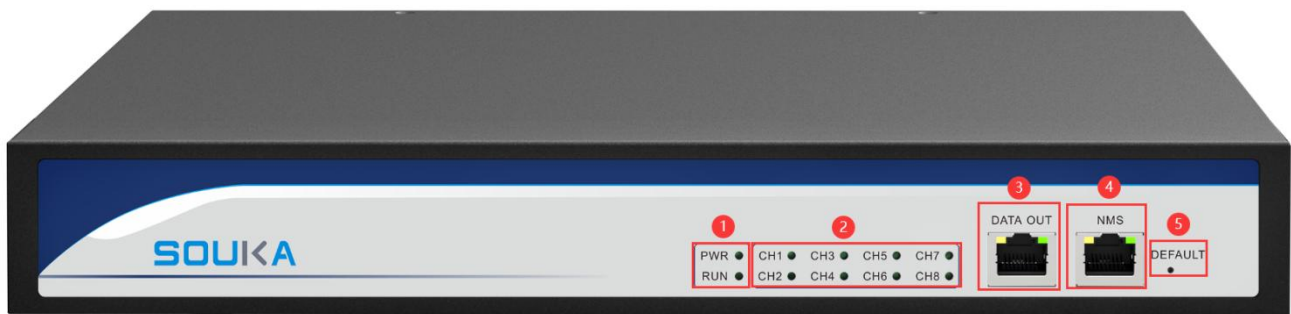 1 2 3 4 5
DATA OUT NMS
DEFAULT
SOUKA
PWR CH1 CH3 CH5 CH7
RUN CH2 CH4 CH6 CH8